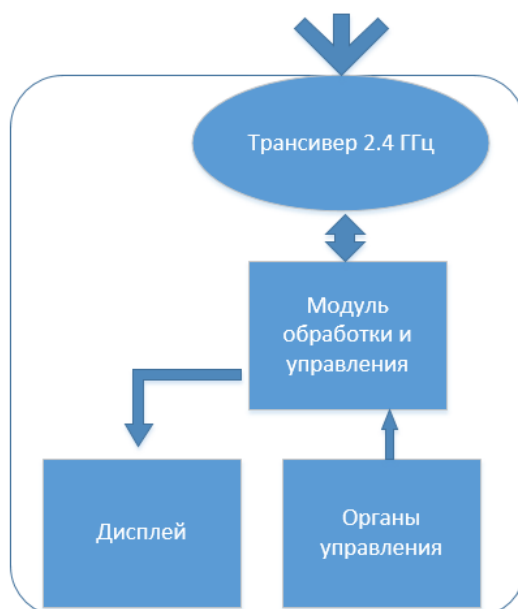 Трансивер 2.4 ГГц
Модуль
обработки и
управления
Дисплей
Органы
управления